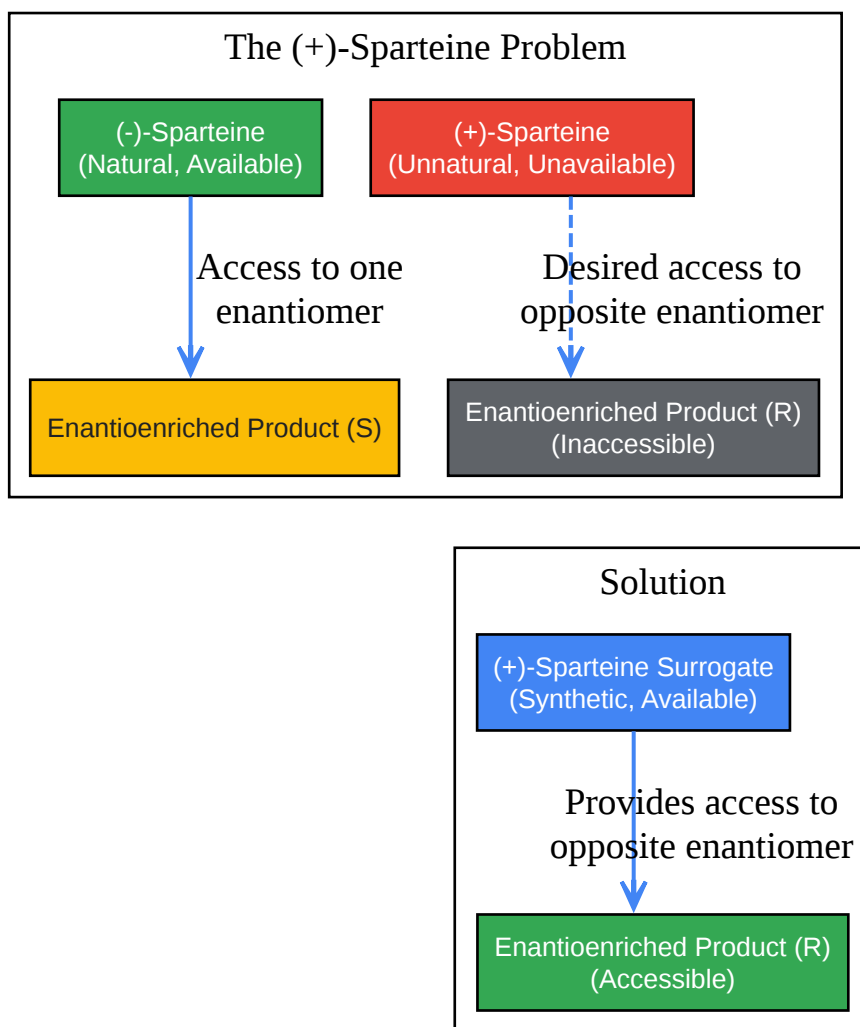 The (+)-Sparteine Problem
(-)-Sparteine
(Natural, Available)
(+)-Sparteine
(Unnatural, Unavailable)
Access to one
enantiomer
Desired access to
opposite enantiomer
Enantioenriched Product (S)
Enantioenriched Product (R)
(Inaccessible)
Solution
(+)-Sparteine Surrogate
(Synthetic, Available)
Provides access to
opposite enantiomer
Enantioenriched Product (R)
(Accessible)